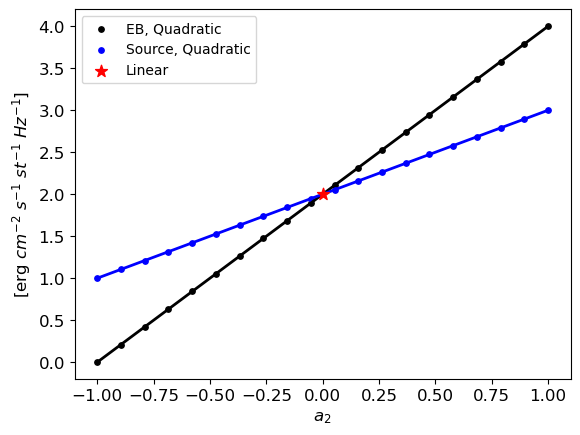 EB, Quadratic
Source, Quadratic
Linear
[erg cm⁻² s⁻¹ st⁻¹ Hz⁻¹]
4.0
3.5
3.0
2.5
2.0
1.5
1.0
0.5
0.0
−1.00 −0.75 −0.50 −0.25 0.00 0.25 0.50 0.75 1.00
a₂